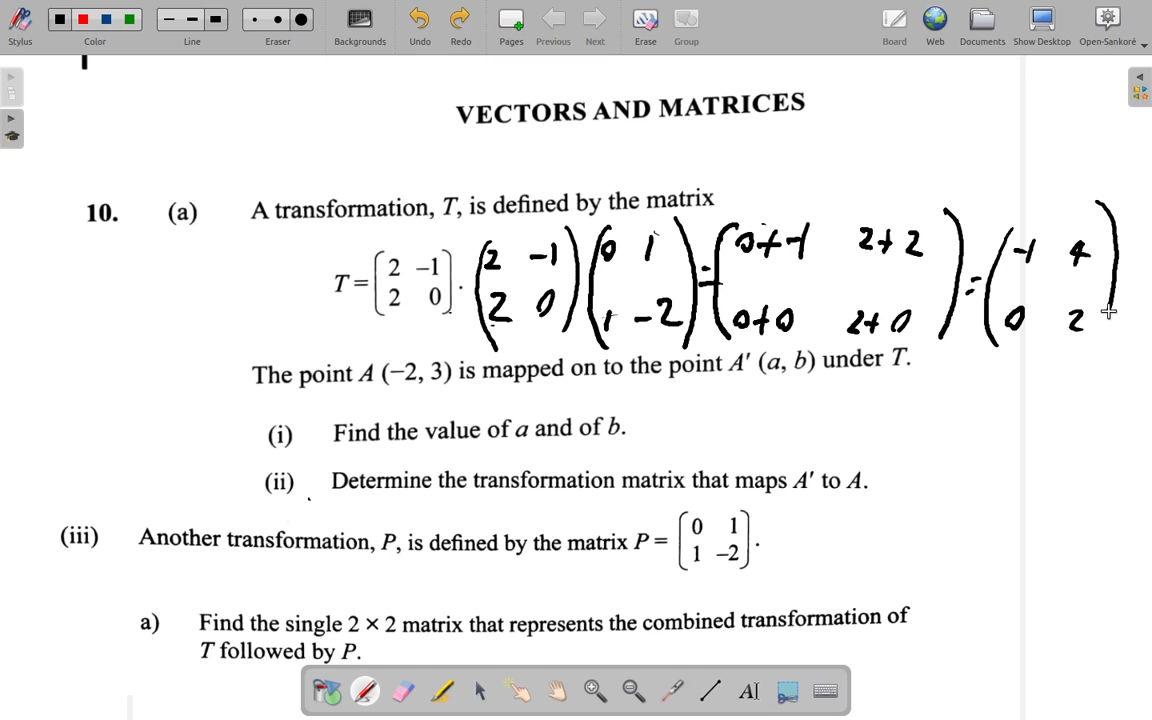 Stylus Color Line Eraser Backgrounds Undo Redo Pages Previous Next Erase Group Board Web Documents Show Desktop Open-Sankoré
VECTORS AND MATRICES
10. (a) A transformation, T, is defined by the matrix
T = (2 −1
2 0) . (2 −1
2 0) (0 1
1 −2) = (0+−1 2+2
0+0 2+0) = (−1 4
0 2)
The point A (−2, 3) is mapped on to the point A′ (a, b) under T.
(i) Find the value of a and of b.
(ii) Determine the transformation matrix that maps A′ to A.
(iii) Another transformation, P, is defined by the matrix P = (0 1
1 −2) .
a) Find the single 2 × 2 matrix that represents the combined transformation of
T followed by P.